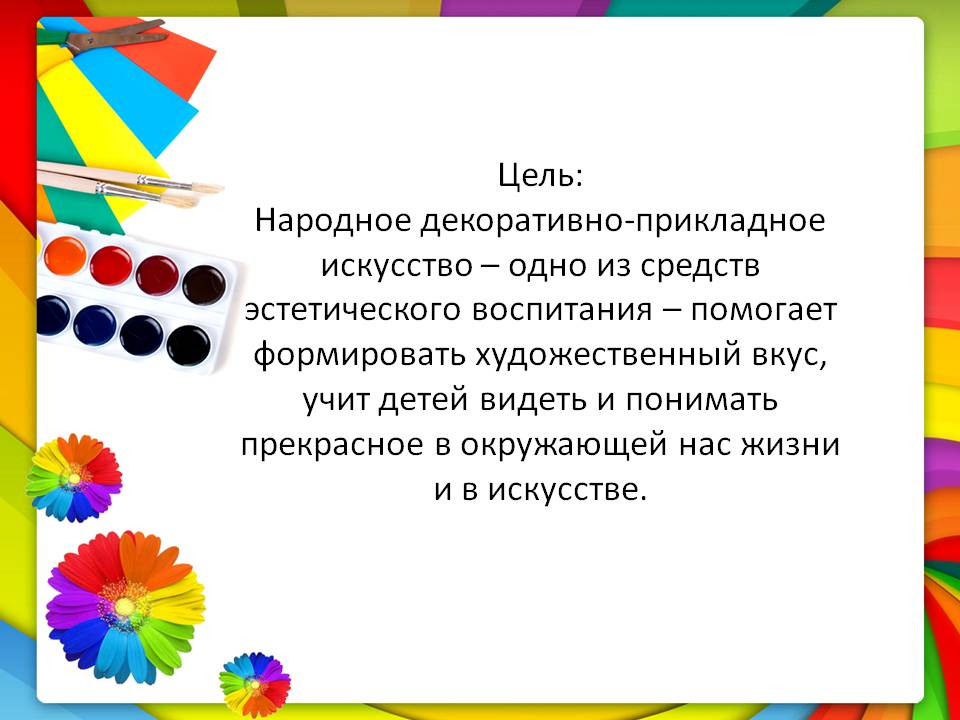 Цель:
Народное декоративно-прикладное
искусство – одно из средств
эстетического воспитания – помогает
формировать художественный вкус,
учит детей видеть и понимать
прекрасное в окружающей нас жизни
и в искусстве.